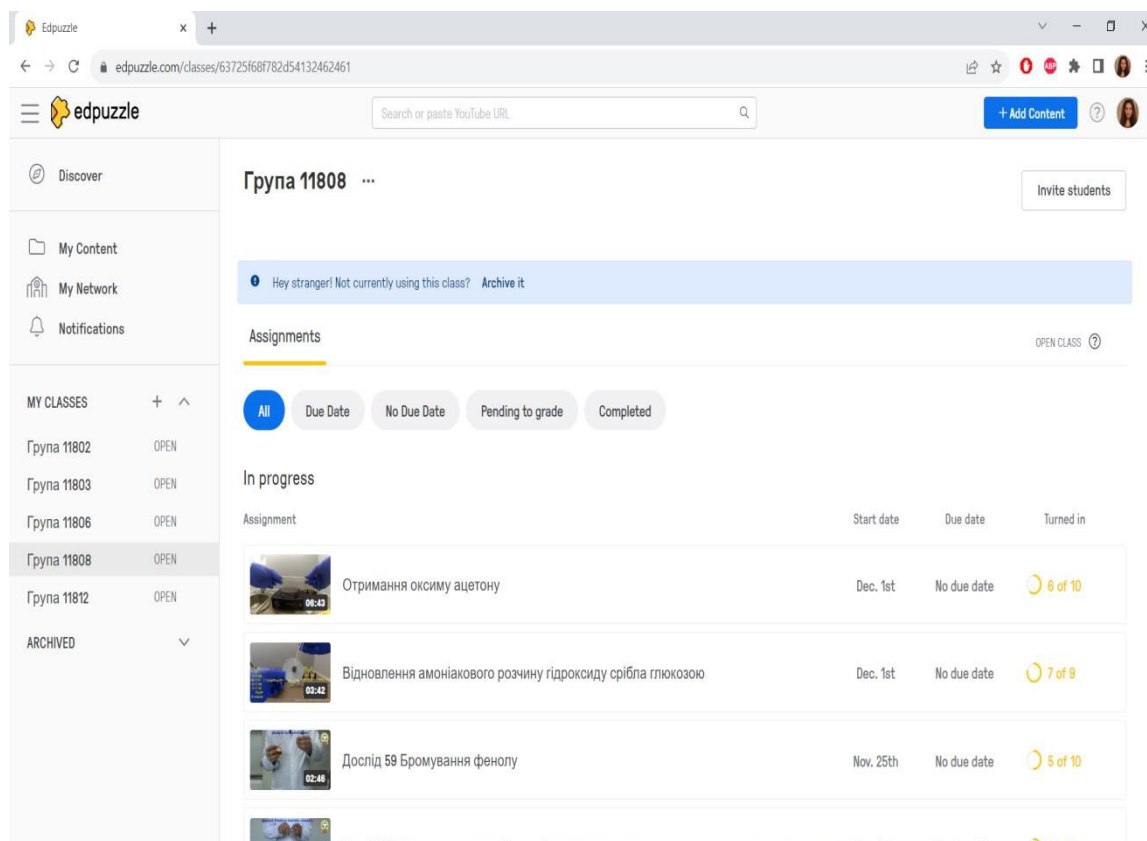 Edpuzzle
edpuzzle.com/classes/63725f68f782d54132462461
ABP
edpuzzle
Search or paste YouTube URL
+ Add Content
Discover
My Content
My Network
Notifications
MY CLASSES
Група 11802 OPEN
Група 11803 OPEN
Група 11806 OPEN
Група 11808 OPEN
Група 11812 OPEN
ARCHIVED
Група 11808 ...
Invite students
Hey stranger! Not currently using this class? Archive it
Assignments
OPEN CLASS
All Due Date No Due Date Pending to grade Completed
In progress
Assignment Start date Due date Turned in
06:43 Отримання оксиму ацетону Dec. 1st No due date 6 of 10
03:42 Відновлення амоніакового розчину гідроксиду срібла глюкозою Dec. 1st No due date 7 of 9
02:46 Дослід 59 Бромування фенолу Nov. 25th No due date 5 of 10